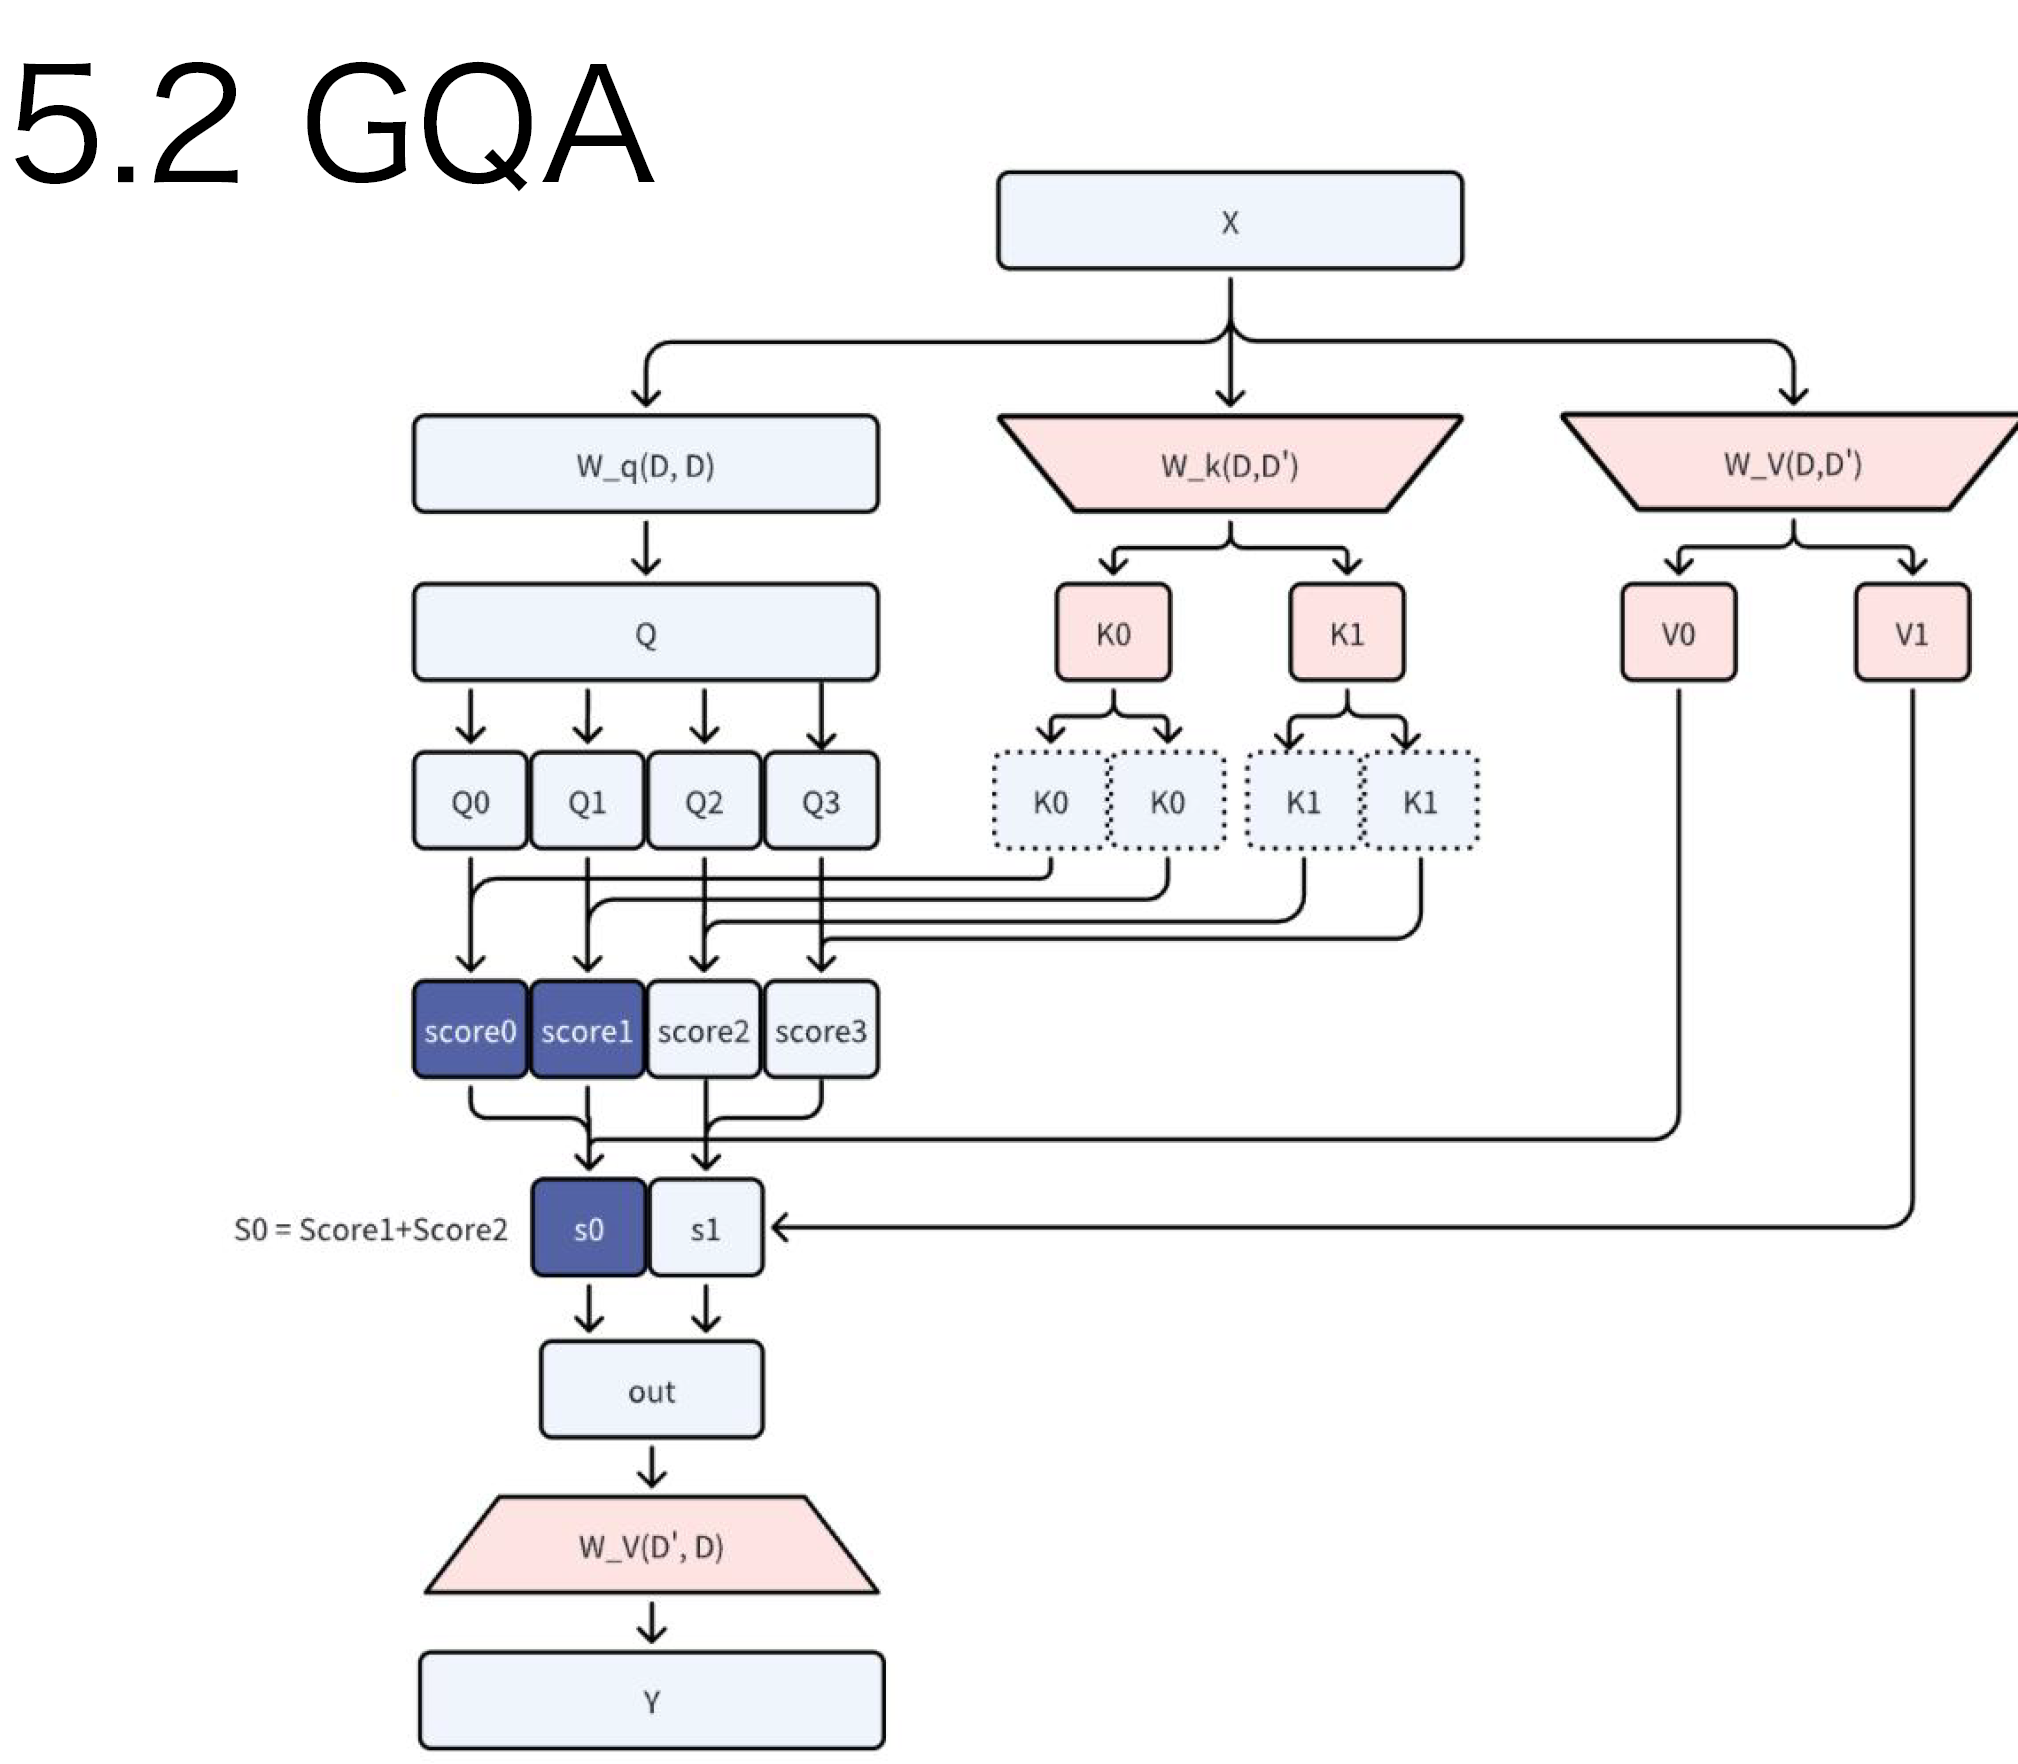 5.2 GQA
X
W_q(D, D)
W_k(D,D')
W_V(D,D')
Q
K0
K1
V0
V1
Q0
Q1
Q2
Q3
K0
K0
K1
K1
score0
score1
score2
score3
S0 = Score1+Score2
s0
s1
out
W_V(D', D)
Y